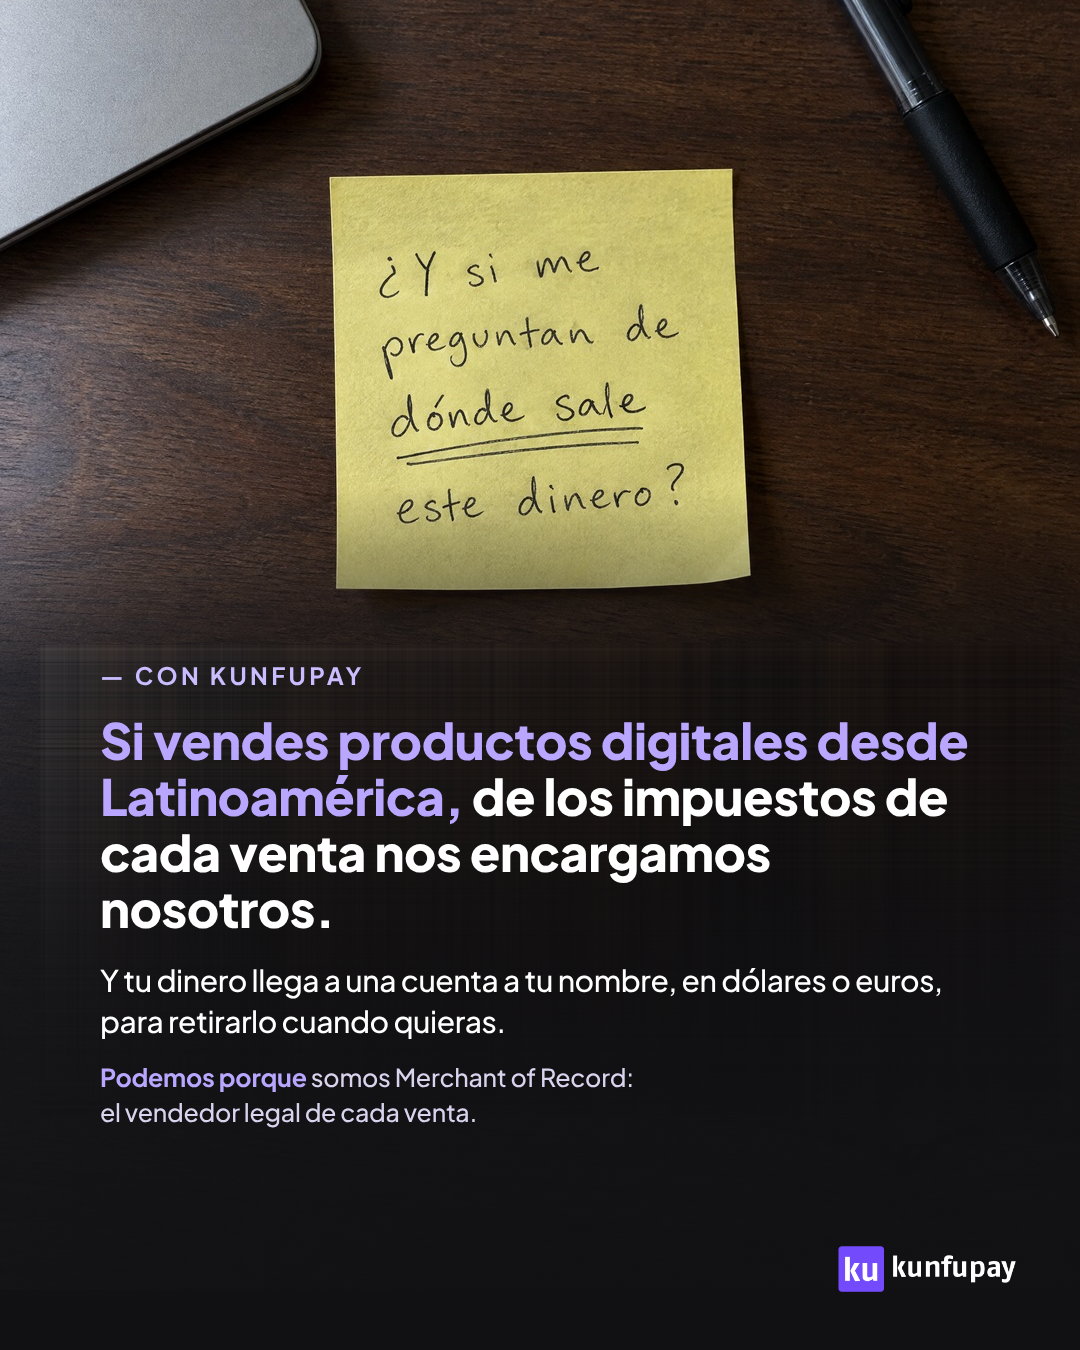 ¿Y si me
preguntan de
dónde sale
este dinero?
— CON KUNFUPAY
Si vendes productos digitales desde
Latinoamérica, de los impuestos de
cada venta nos encargamos
nosotros.
Y tu dinero llega a una cuenta a tu nombre, en dólares o euros,
para retirarlo cuando quieras.
Podemos porque somos Merchant of Record:
el vendedor legal de cada venta.
ku kunfupay